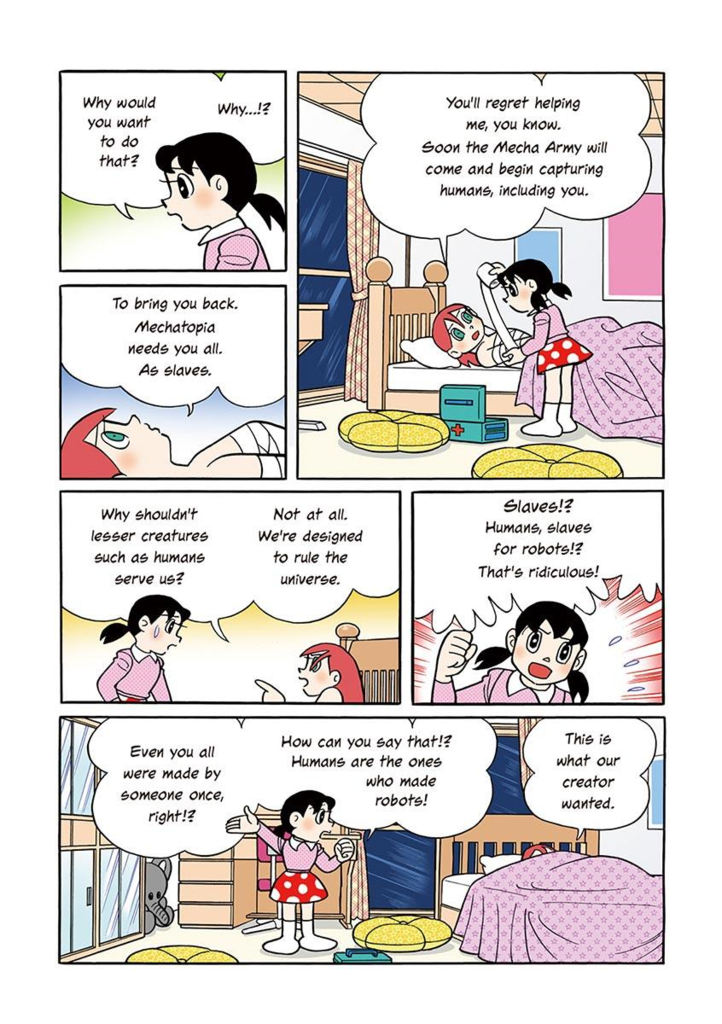 You'll regret helping
me, you know.
Soon the Mecha Army will
come and begin capturing
humans, including you.
Why...!?
Why would
you want
to do
that?
To bring you back.
Mechatopia
needs you all.
As slaves.
Slaves!?
Humans, slaves
for robots!?
That's ridiculous!
Not at all.
We're designed
to rule the
universe.
Why shouldn't
lesser creatures
such as humans
serve us?
This is
what our
creator
wanted.
How can you say that!?
Humans are the ones
who made
robots!
Even you all
were made by
someone once,
right!?